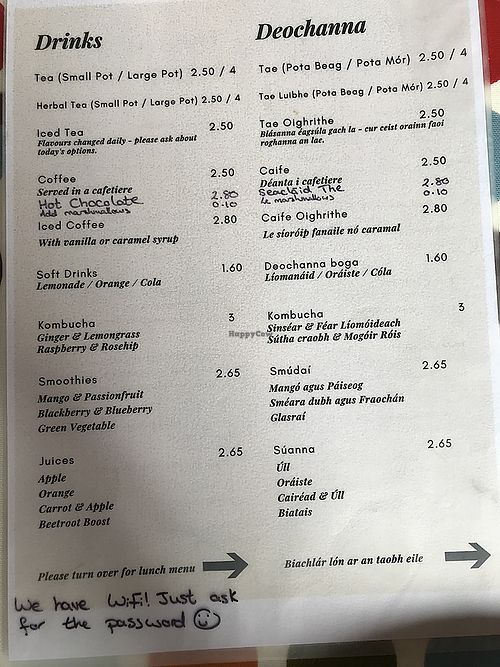 Drinks
Tea (Small Pot / Large Pot) 2.50 / 4
Herbal Tea (Small Pot / Large Pot) 2.50 / 4
Iced Tea 2.50
Flavours changed daily - please ask about
today's options.
Coffee 2.50
Served in a cafetiere
Hot Chocolate 2.80
Add marshmallows 0.10
Iced Coffee 2.80
With vanilla or caramel syrup
Soft Drinks 1.60
Lemonade / Orange / Cola
Kombucha 3
Ginger & Lemongrass
Raspberry & Rosehip
Smoothies 2.65
Mango & Passionfruit
Blackberry & Blueberry
Green Vegetable
Juices 2.65
Apple
Orange
Carrot & Apple
Beetroot Boost
Please turn over for lunch menu
We have WiFi! Just ask
for the password
Deochanna
Tae (Pota Beag / Pota Mór) 2.50 / 4
Tae Luibhe (Pota Beag / Pota Mór) 2.50 / 4
Tae Oighrithe 2.50
Blasanna éagsúla gach la - cur ceist orainn faoi
roghanna an lae.
Caife 2.50
Déanta i cafetiere
Seacláid The 2.80
Le marshmallows 0.10
Caife Oighrithe 2.80
Le síoróip fanaile nó caramal
Deochanna boga 1.60
Líomanáid / Oráiste / Cóla
Kombucha 3
Sinséar & Féar Líomóideach
Sútha craobh & Mogóir Róis
Smúdaí 2.65
Mangó agus Páiseog
Sméara dubh agus Fraochán
Glasraí
Súanna 2.65
Úll
Oráiste
Cairéad & Úll
Biatais
Biachlár lón ar an taobh eile
HappyCow